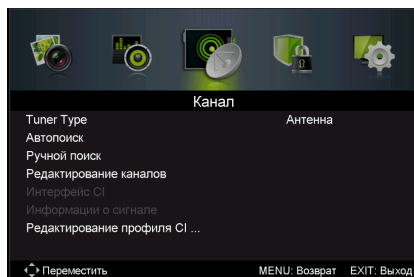 Канал
Tuner Type Антенна
Автопоиск
Ручной поиск
Редактирование каналов
Интерфейс CI
Информации о сигнале
Редактирование профиля CI ...
Переместить MENU: Возврат EXIT: Выход